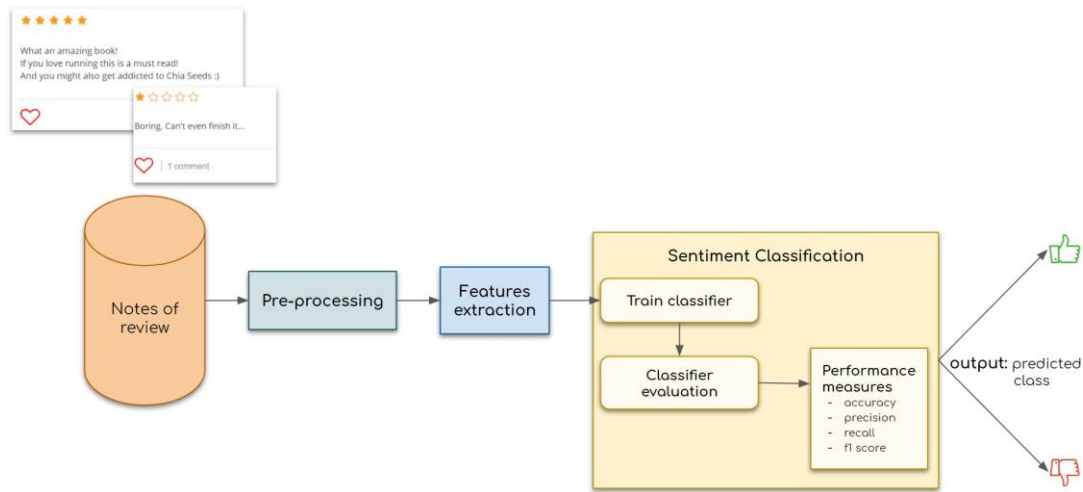 What an amazing book!
If you love running this is a must read!
And you might also get addicted to Chia Seeds :)
Boring. Can't even finish it...
1 comment
Notes of
review
Pre-processing
Features
extraction
Sentiment Classification
Train classifier
Classifier
evaluation
Performance
measures
- accuracy
- precision
- recall
- f1 score
output: predicted
class